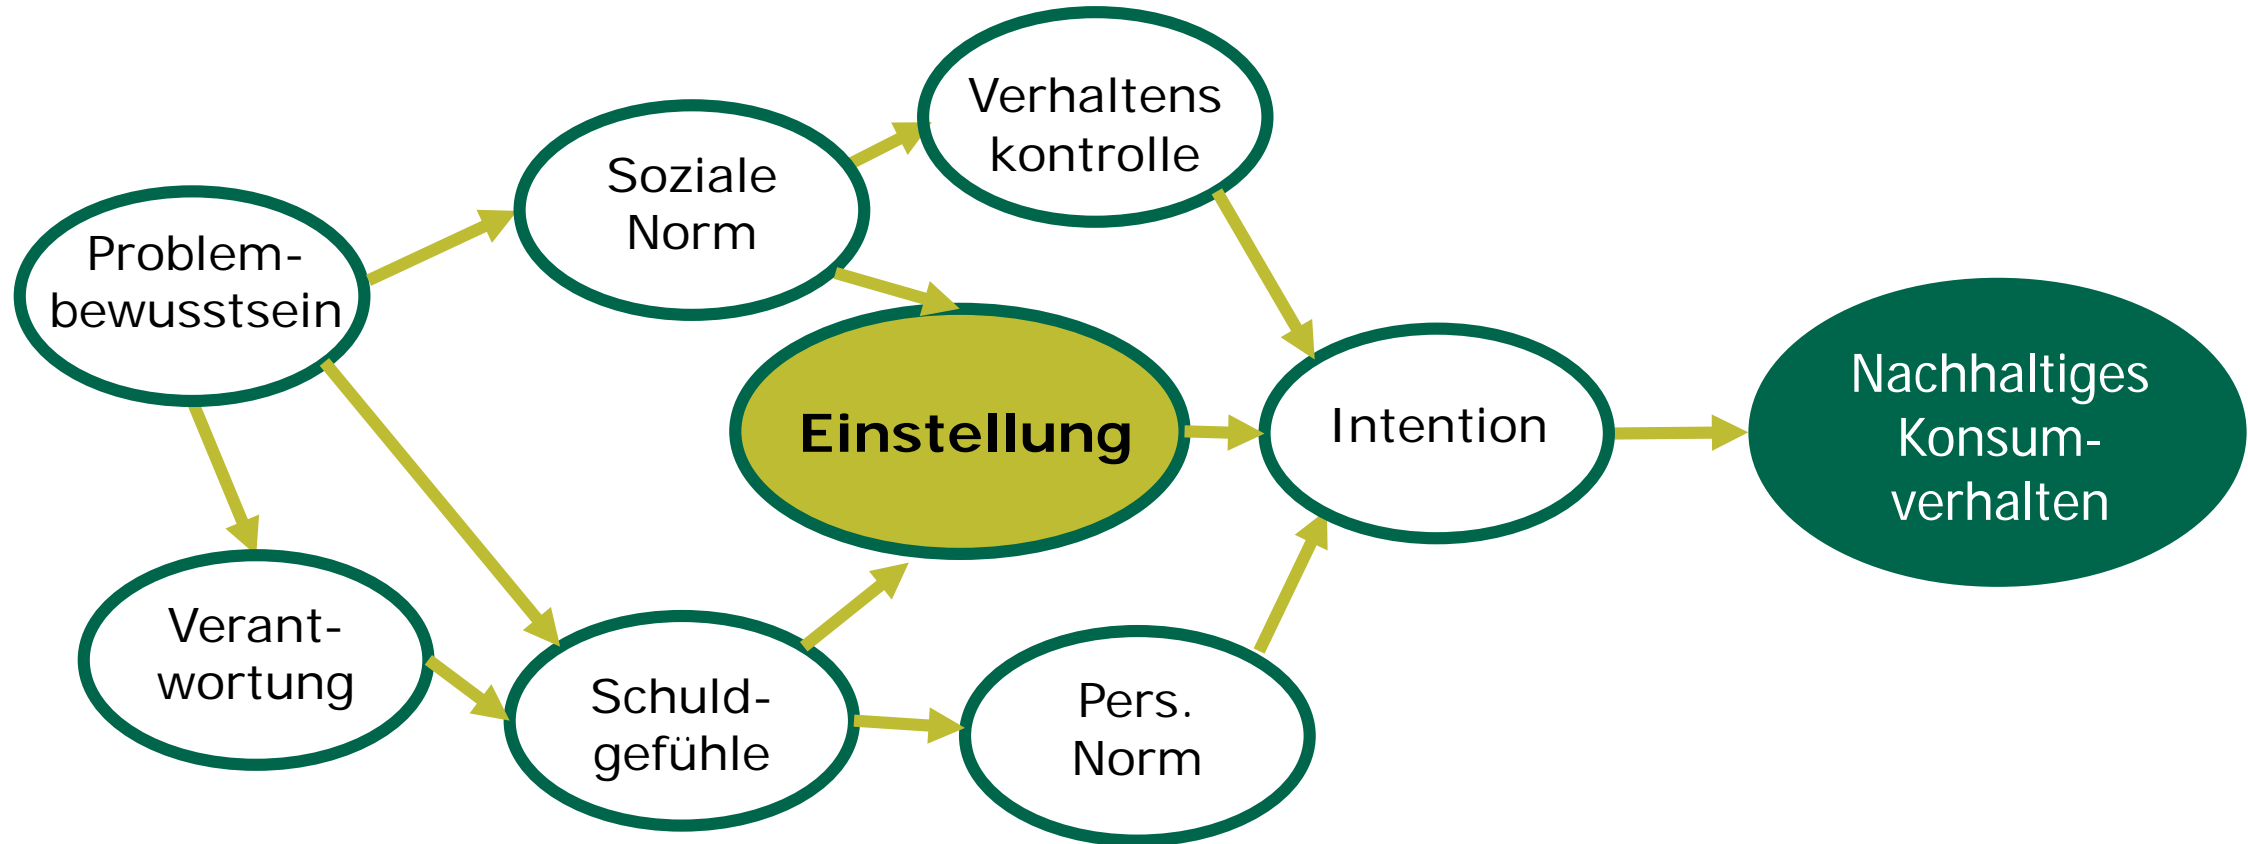 Verhaltens
kontrolle
Soziale
Norm
Problem-
bewusstsein
Einstellung
Intention
Nachhaltiges
Konsum-
verhalten
Verant-
wortung
Schuld-
gefühle
Pers.
Norm